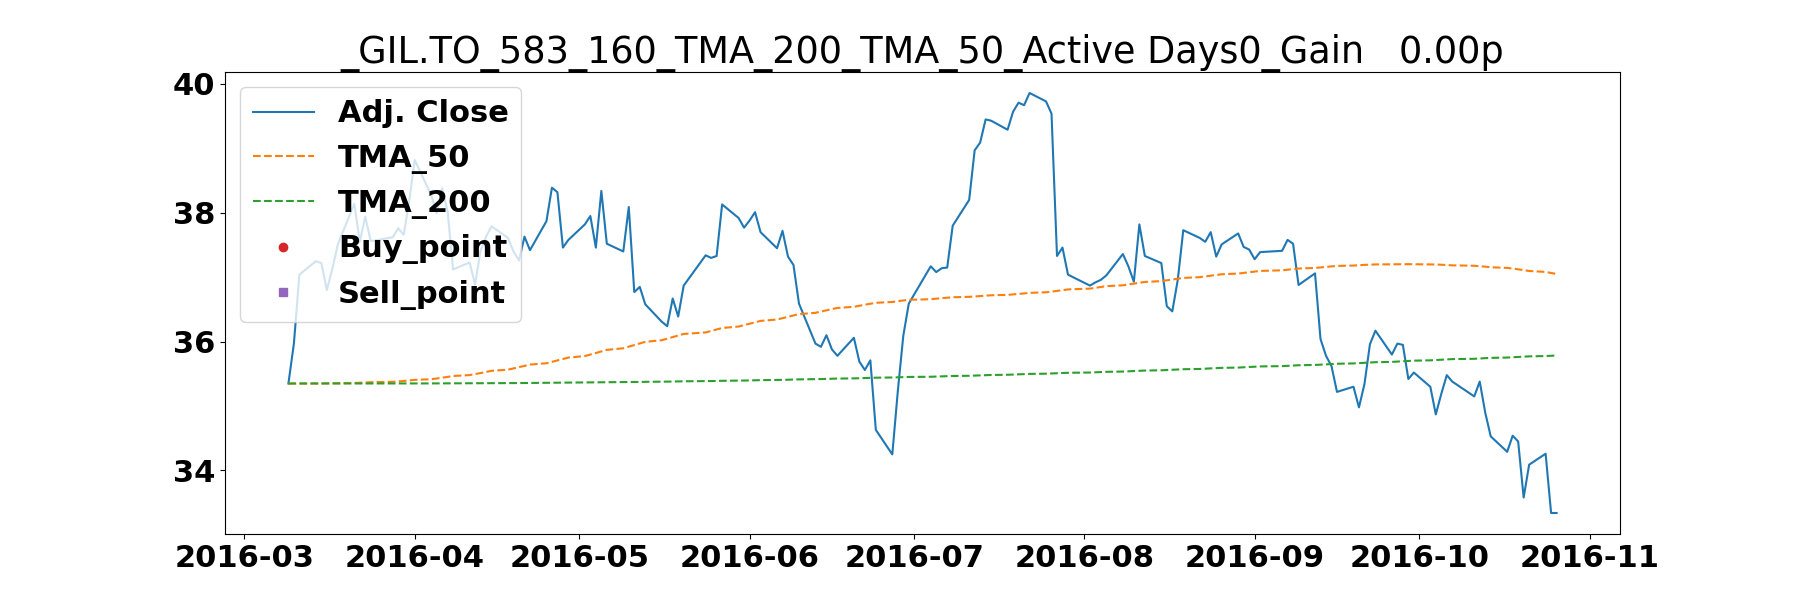 _GIL.TO_583_160_TMA_200_TMA_50_Active Days0_Gain   0.00p
40
38
36
34
Adj. Close
TMA_50
TMA_200
Buy_point
Sell_point
2016-03 2016-04 2016-05 2016-06 2016-07 2016-08 2016-09 2016-10 2016-11